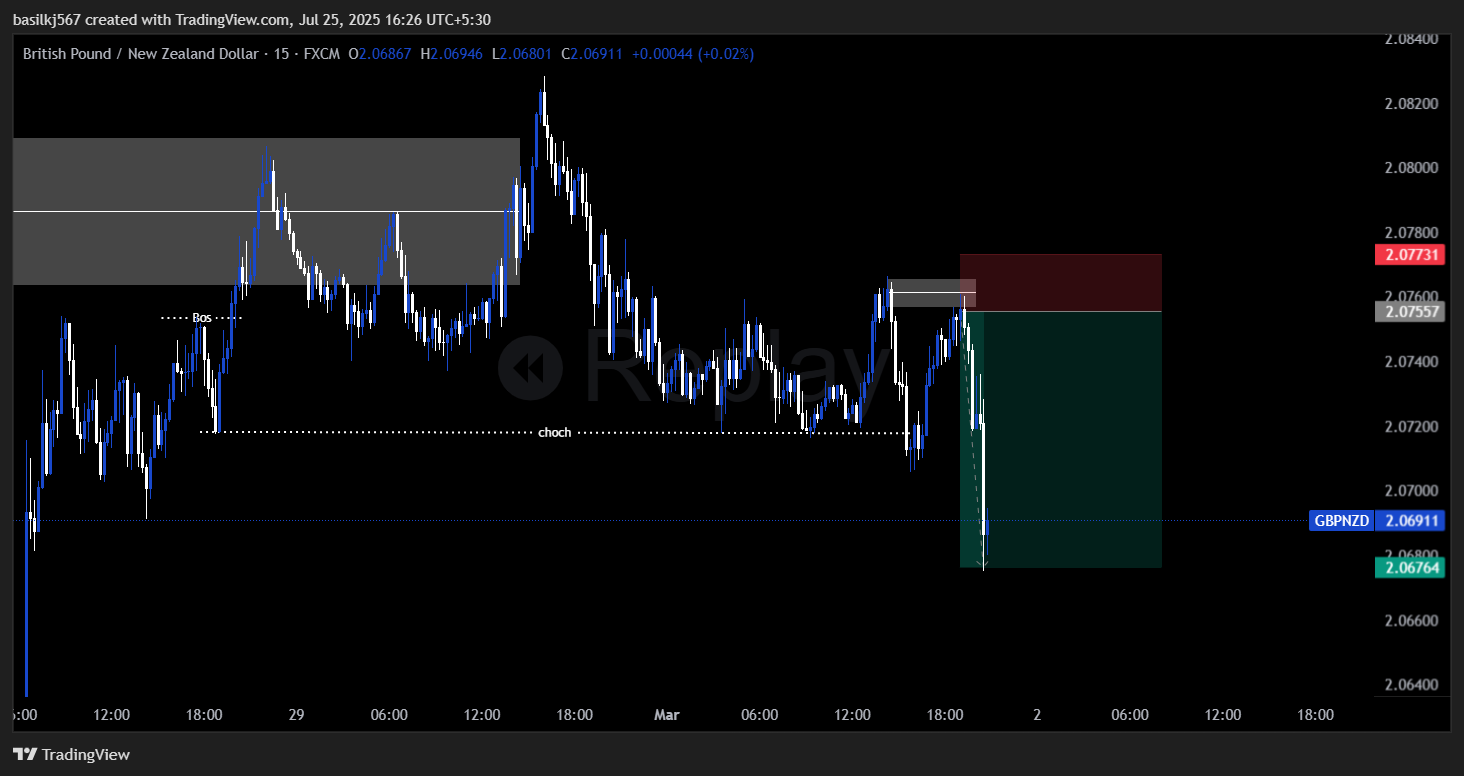 basilkj567 created with TradingView.com, Jul 25, 2025 16:26 UTC+5:30
British Pound / New Zealand Dollar · 15 · FXCM O2.06867 H2.06946 L2.06801 C2.06911 +0.00044 (+0.02%)
2.08400
2.08200
2.08000
2.07800
2.07731
2.07600
2.07557
Bos
Replay
2.07400
choch
2.07200
2.07000
GBPNZD 2.06911
2.06800
2.06764
2.06600
2.06400
6:00 12:00 18:00 29 06:00 12:00 18:00 Mar 06:00 12:00 18:00 2 06:00 12:00 18:00
TradingView